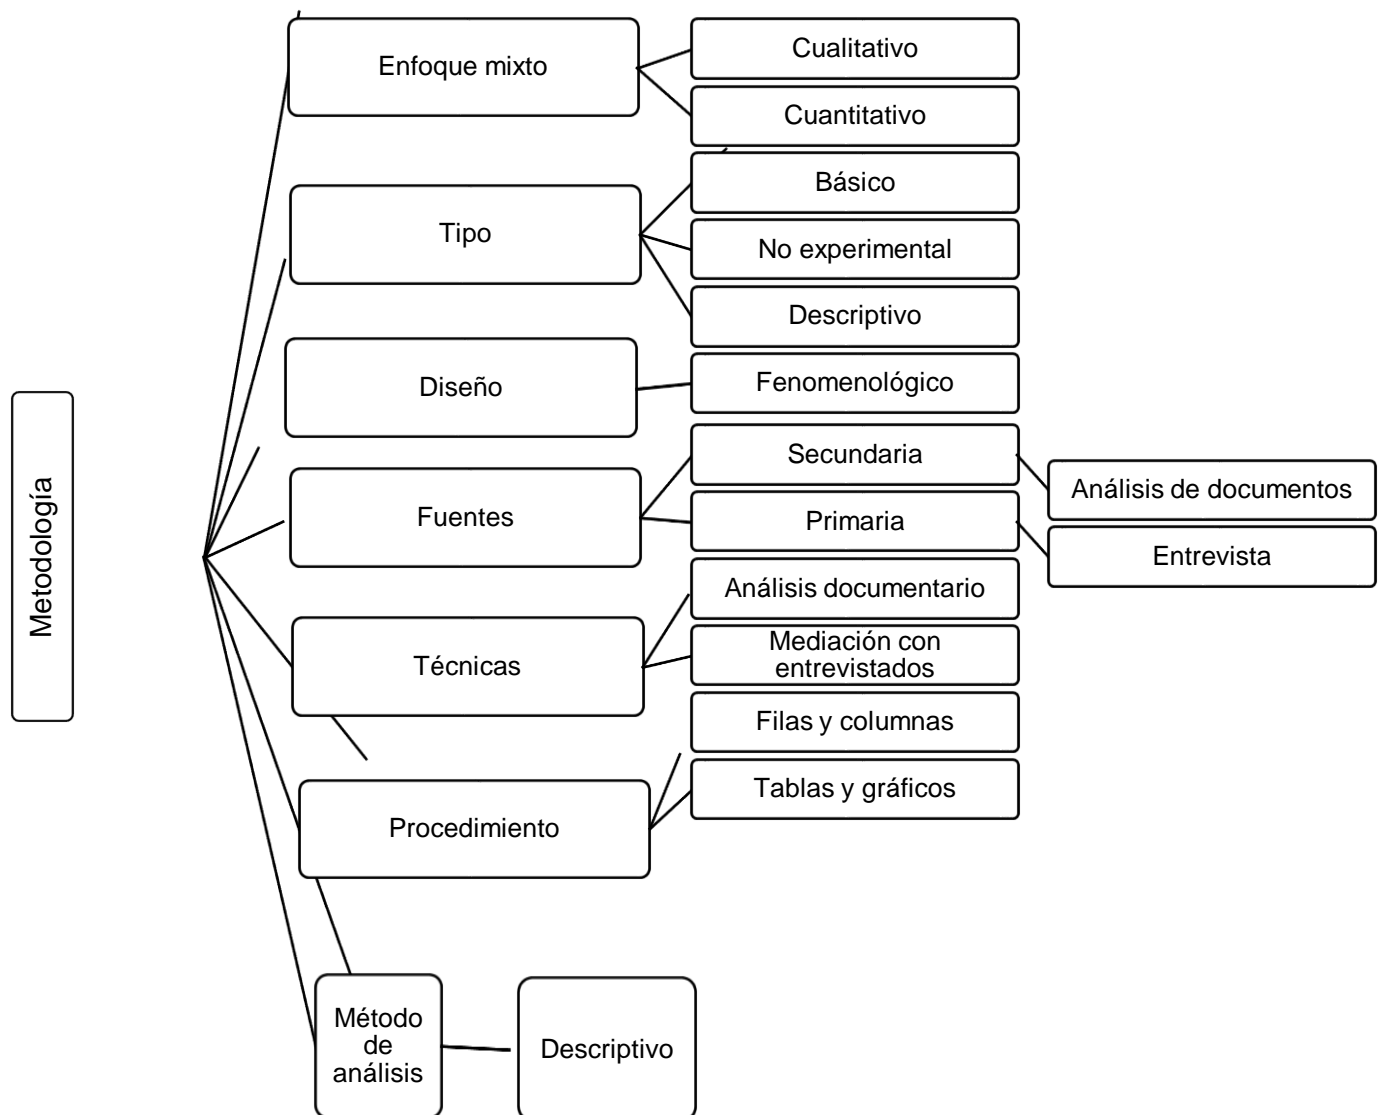 Metodología
Enfoque mixto
Cualitativo
Cuantitativo
Tipo
Básico
No experimental
Descriptivo
Diseño
Fenomenológico
Fuentes
Secundaria
Análisis de documentos
Primaria
Entrevista
Técnicas
Análisis documentario
Mediación con
entrevistados
Procedimiento
Filas y columnas
Tablas y gráficos
Método
de
análisis
Descriptivo